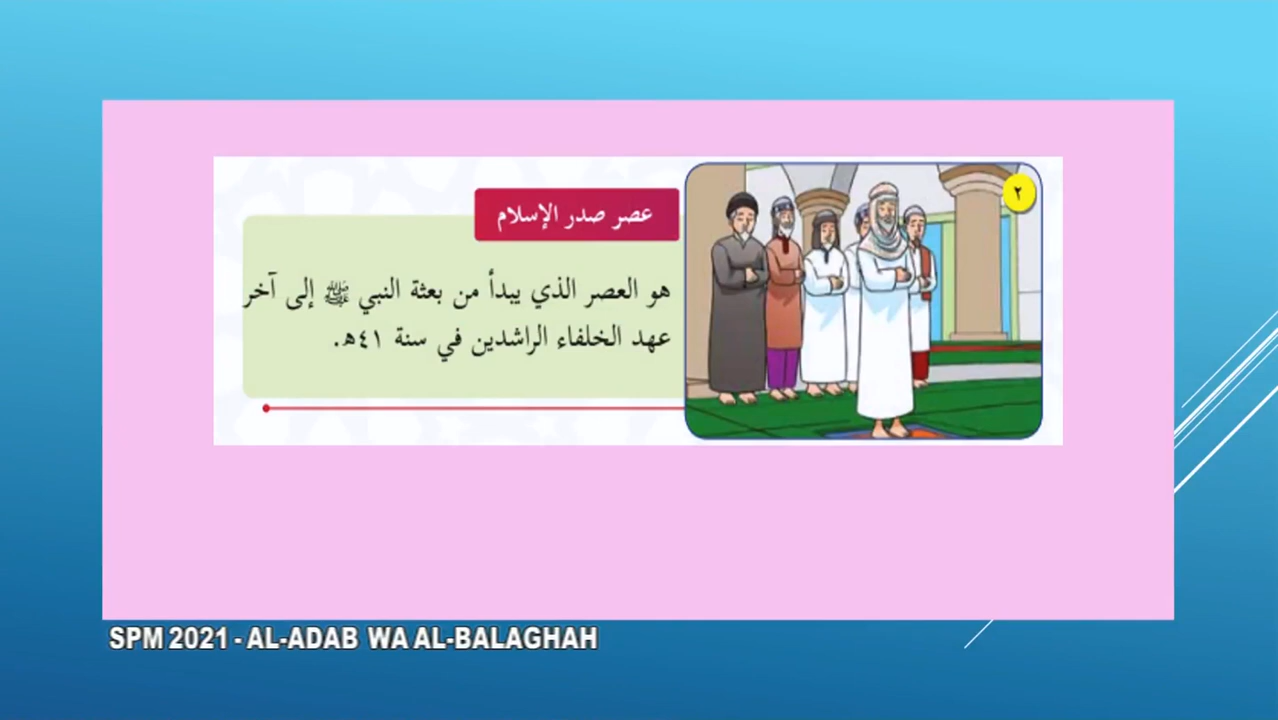 ٢
عصر صدر الإسلام
هو العصر الذي يبدأ من بعثة النبي ﷺ إلى آخر
عهد الخلفاء الراشدين في سنة ٤١هـ.
SPM 2021 - AL-ADAB WA AL-BALAGHAH